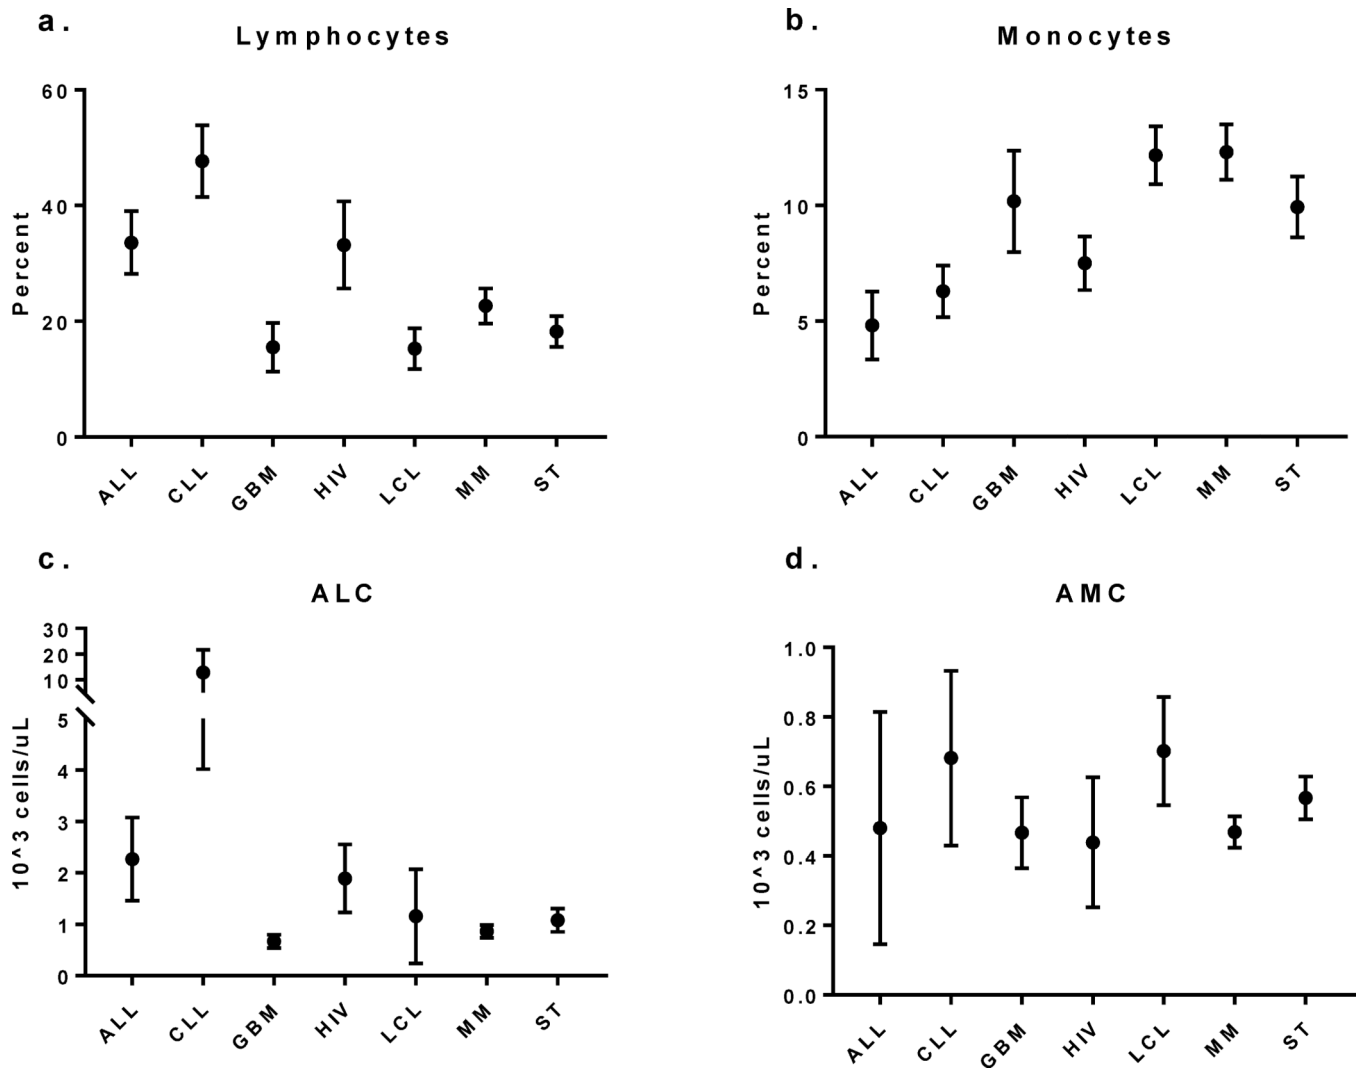 a.
Lymphocytes
60
40
20
0
Percent
ALL
CLL
GBM
HIV
LCL
MM
ST
b.
Monocytes
15
10
5
0
Percent
ALL
CLL
GBM
HIV
LCL
MM
ST
c.
ALC
30
20
10
5
4
3
2
1
0
10^3 cells/uL
ALL
CLL
GBM
HIV
LCL
MM
ST
d.
AMC
1.0
0.8
0.6
0.4
0.2
0.0
10^3 cells/uL
ALL
CLL
GBM
HIV
LCL
MM
ST